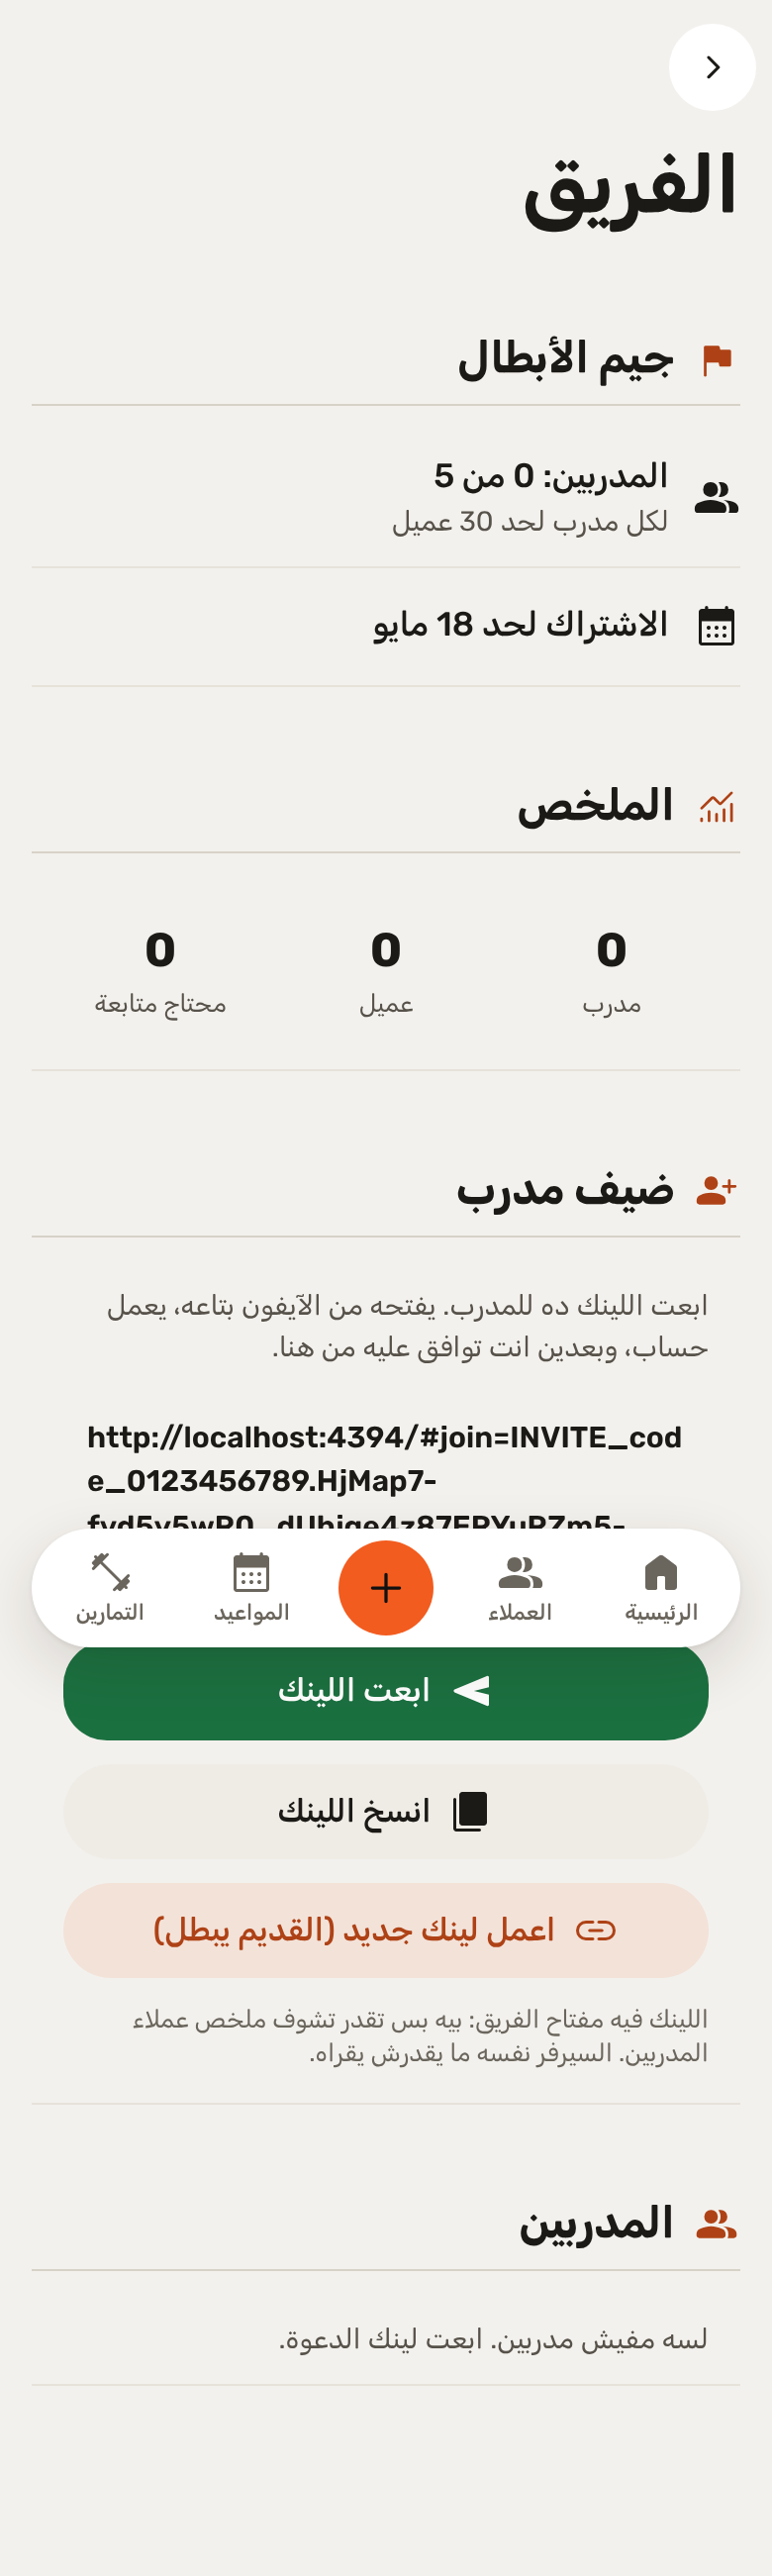 الفريق
جيم الأبطال
المدربين: 0 من 5
لكل مدرب لحد 30 عميل
الاشتراك لحد 18 مايو
الملخص
0
مدرب
0
عميل
0
محتاج متابعة
ضيف مدرب
ابعت اللينك ده للمدرب. يفتحه من الآيفون بتاعه، يعمل
حساب، وبعدين انت توافق عليه من هنا.
http://localhost:4394/#join=INVITE_cod
e_0123456789.HjMap7-
الرئيسية
العملاء
المواعيد
التمارين
ابعت اللينك
انسخ اللينك
اعمل لينك جديد (القديم يبطل)
اللينك فيه مفتاح الفريق: بيه بس تقدر تشوف ملخص عملاء
المدربين. السيرفر نفسه ما يقدرش يقراه.
المدربين
لسه مفيش مدربين. ابعت لينك الدعوة.